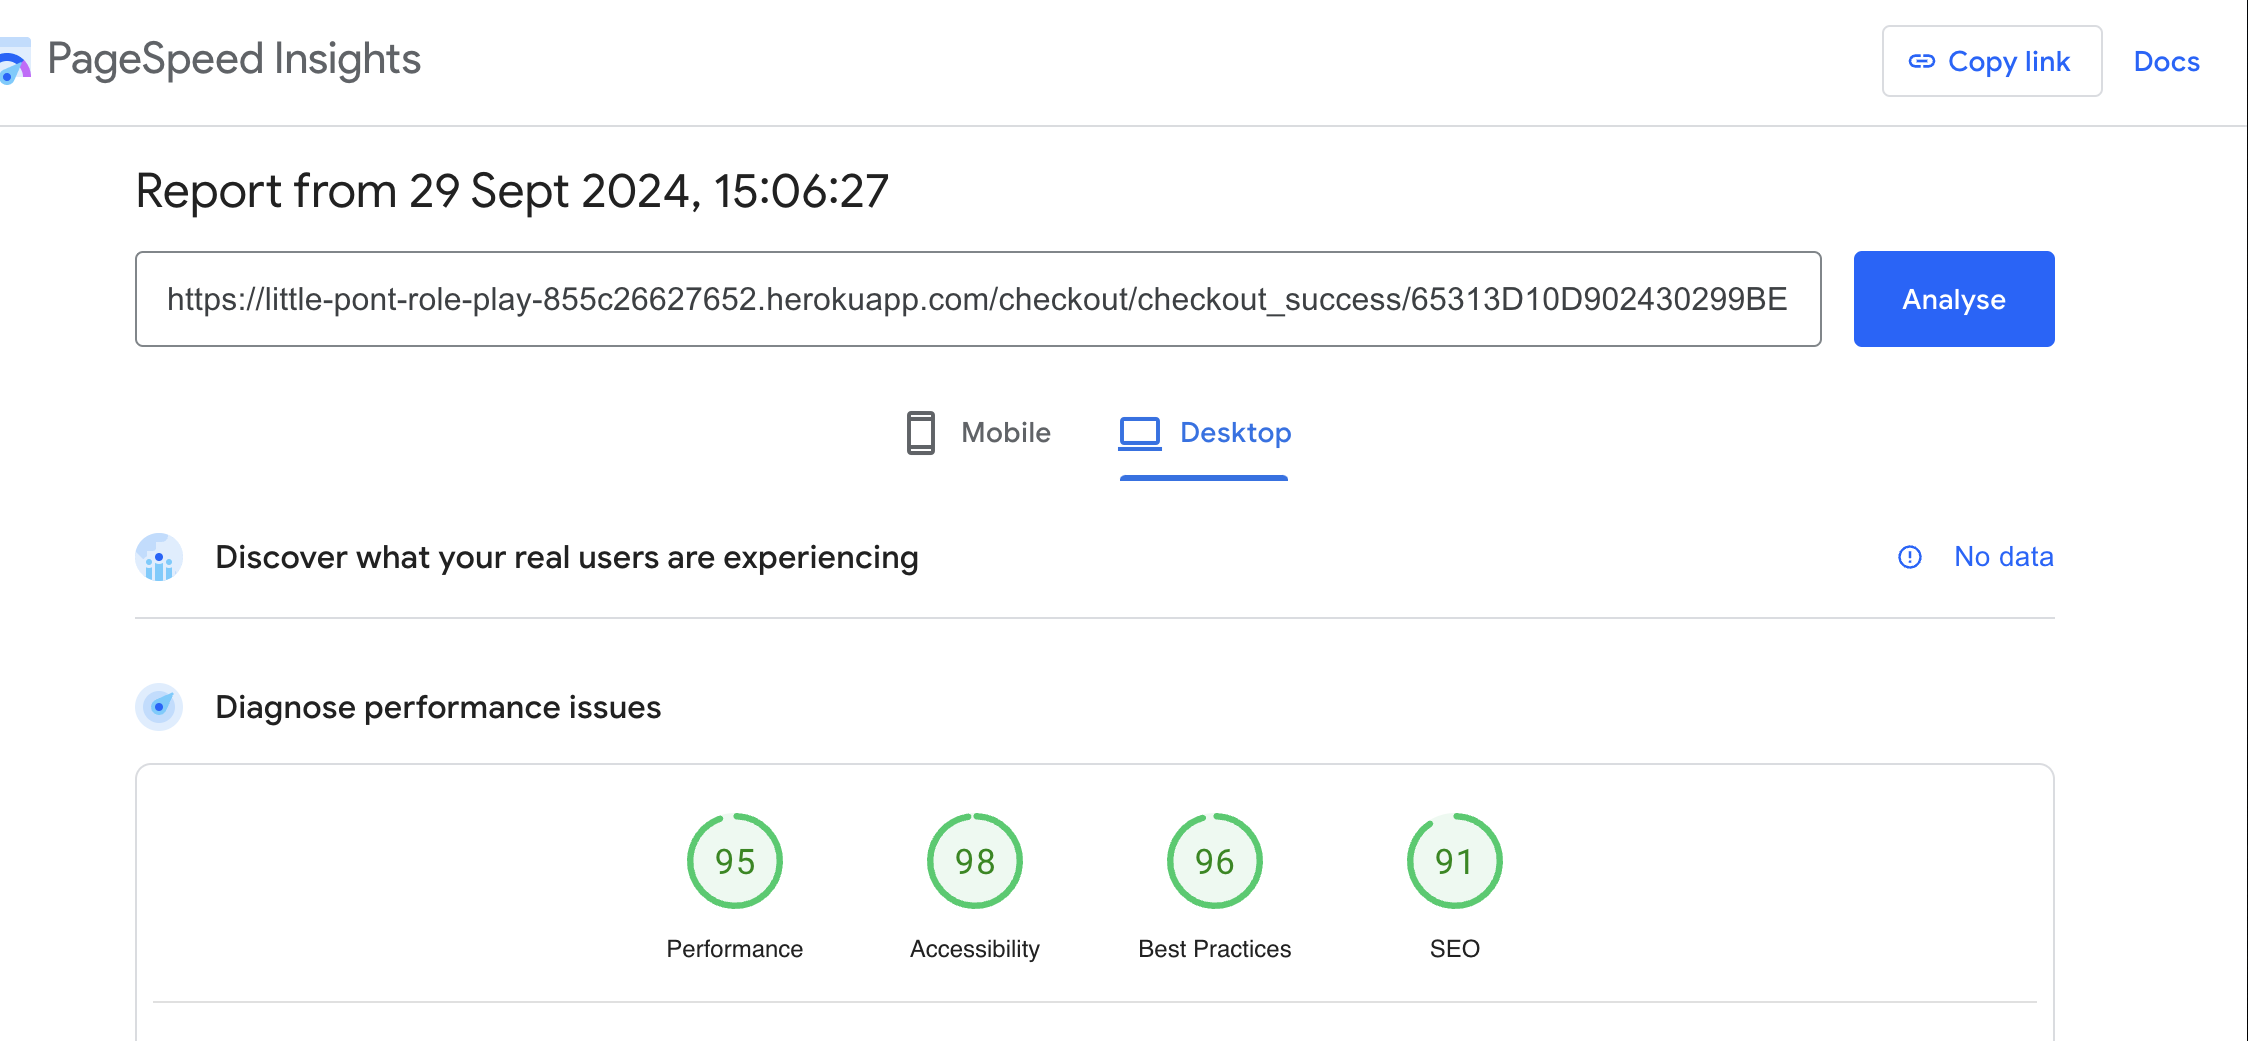 PageSpeed Insights
Copy link
Docs
Report from 29 Sept 2024, 15:06:27
https://little-pont-role-play-855c26627652.herokuapp.com/checkout/checkout_success/65313D10D902430299BE
Analyse
Mobile
Desktop
Discover what your real users are experiencing
No data
Diagnose performance issues
95
98
96
91
Performance
Accessibility
Best Practices
SEO